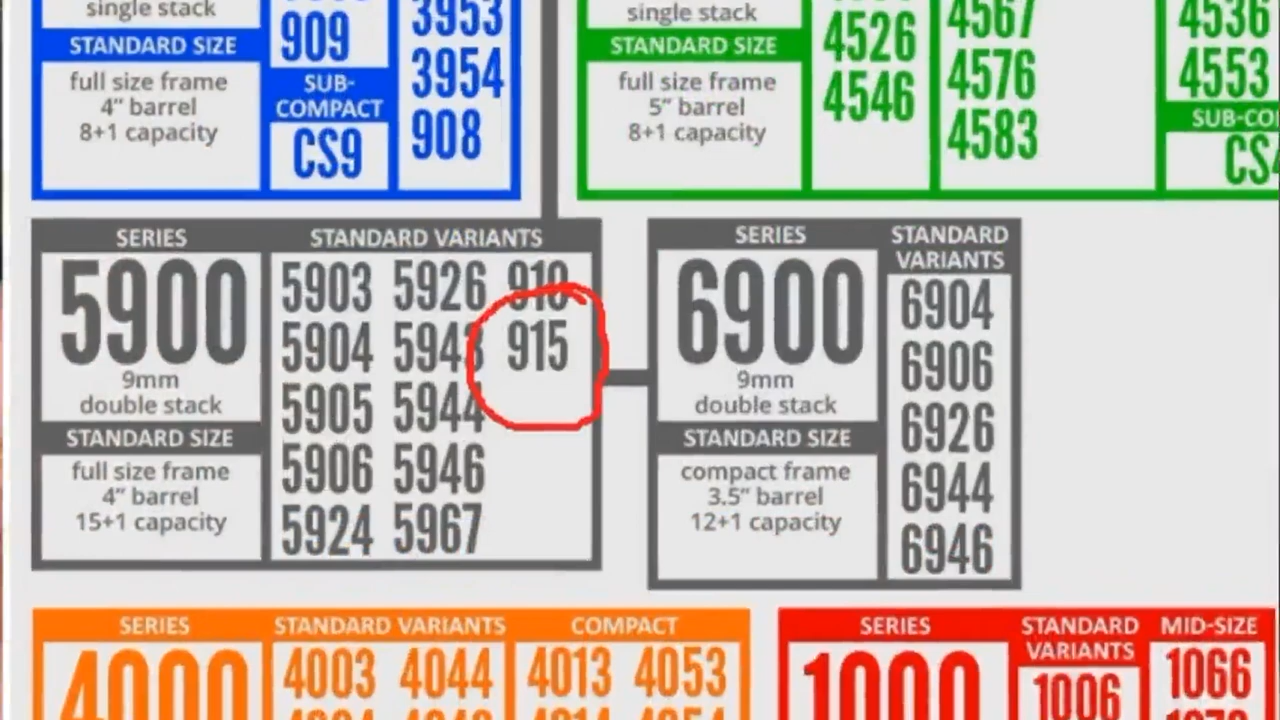 single stack
STANDARD SIZE
full size frame
4” barrel
8+1 capacity
909
SUB-
COMPACT
CS9
3953
3954
908
single stack
STANDARD SIZE
full size frame
5” barrel
8+1 capacity
4526
4546
4567
4576
4583
4536
4553
SERIES
5900
9mm
double stack
STANDARD SIZE
full size frame
4” barrel
15+1 capacity
STANDARD VARIANTS
5903 5926 910
5904 5943 915
5905 5944
5906 5946
5924 5967
SERIES
6900
9mm
double stack
STANDARD SIZE
compact frame
3.5” barrel
12+1 capacity
STANDARD
VARIANTS
6904
6906
6926
6944
6946
SERIES
4000
STANDARD VARIANTS
4003 4044
COMPACT
4013 4053
SERIES
1000
STANDARD
VARIANTS
1006
MID-SIZE
1066